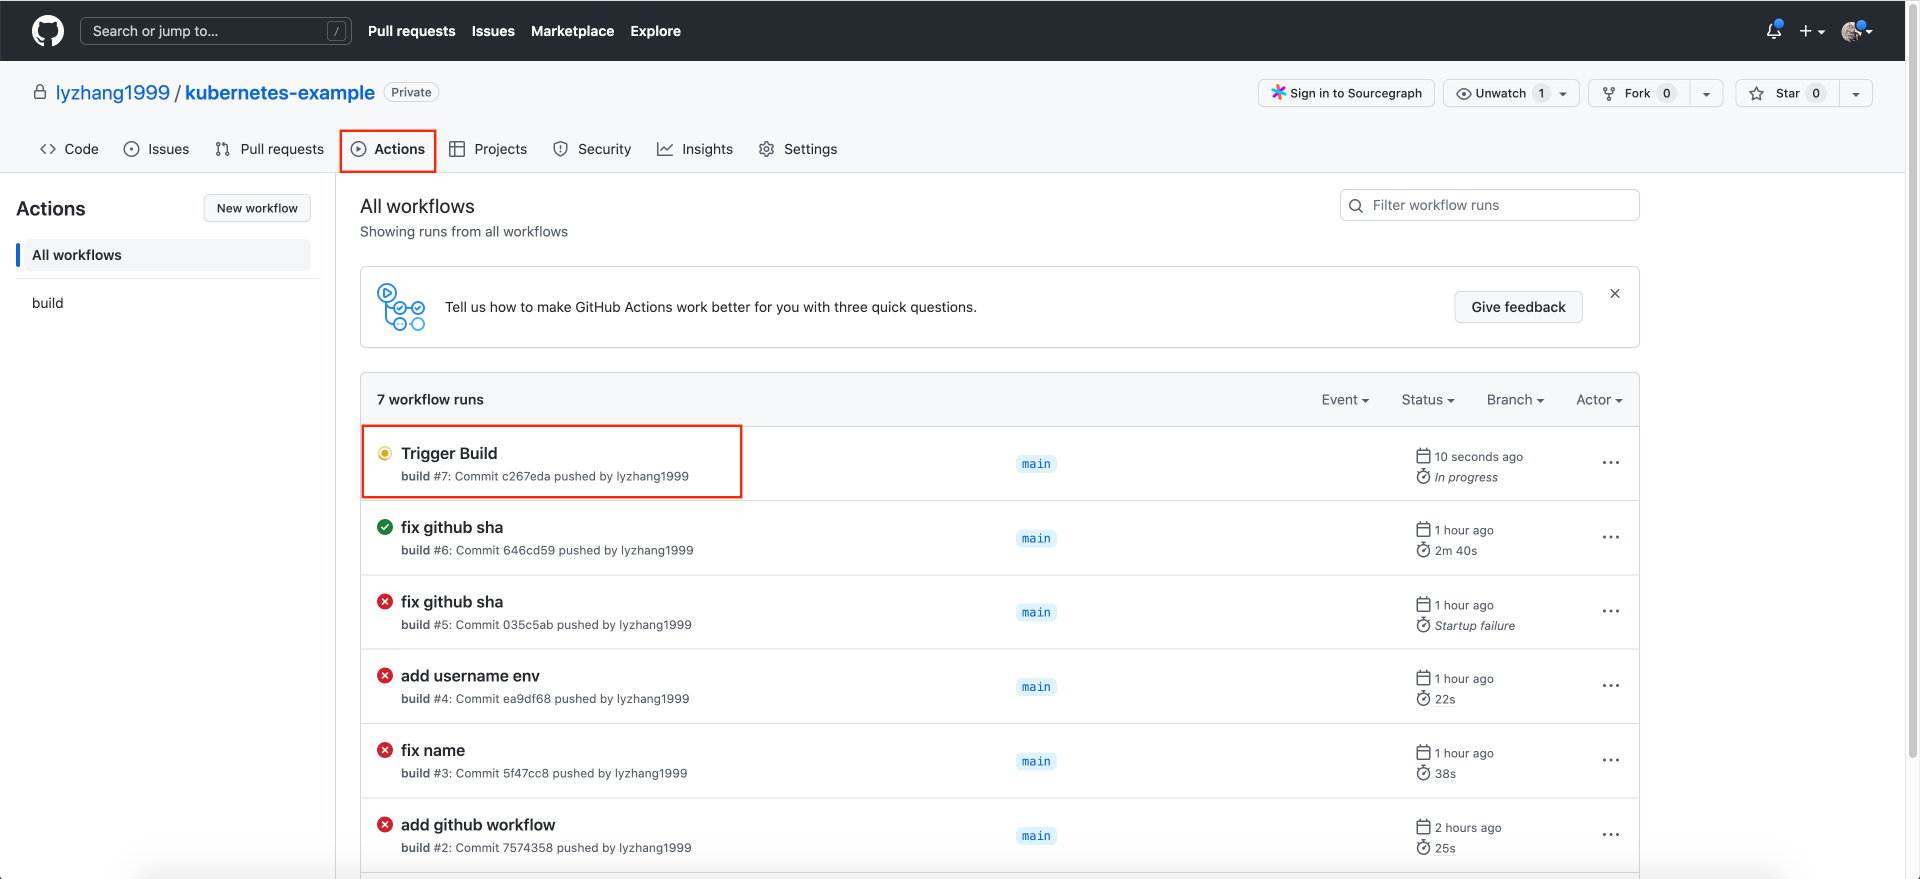 Search or jump to... /
Pull requests Issues Marketplace Explore
lyzhang1999 / kubernetes-example Private
Sign in to Sourcegraph Unwatch 1 Fork 0 Star 0
Code Issues Pull requests Actions Projects Security Insights Settings
Actions
New workflow
All workflows
build
All workflows
Showing runs from all workflows
Filter workflow runs
Tell us how to make GitHub Actions work better for you with three quick questions.
Give feedback
7 workflow runs
Event Status Branch Actor
Trigger Build
build #7: Commit c267eda pushed by lyzhang1999
main
10 seconds ago
In progress
fix github sha
build #6: Commit 646cd59 pushed by lyzhang1999
main
1 hour ago
2m 40s
fix github sha
build #5: Commit 035c5ab pushed by lyzhang1999
main
1 hour ago
Startup failure
add username env
build #4: Commit ea9df68 pushed by lyzhang1999
main
1 hour ago
22s
fix name
build #3: Commit 5f47cc8 pushed by lyzhang1999
main
1 hour ago
38s
add github workflow
build #2: Commit 7574358 pushed by lyzhang1999
main
2 hours ago
25s